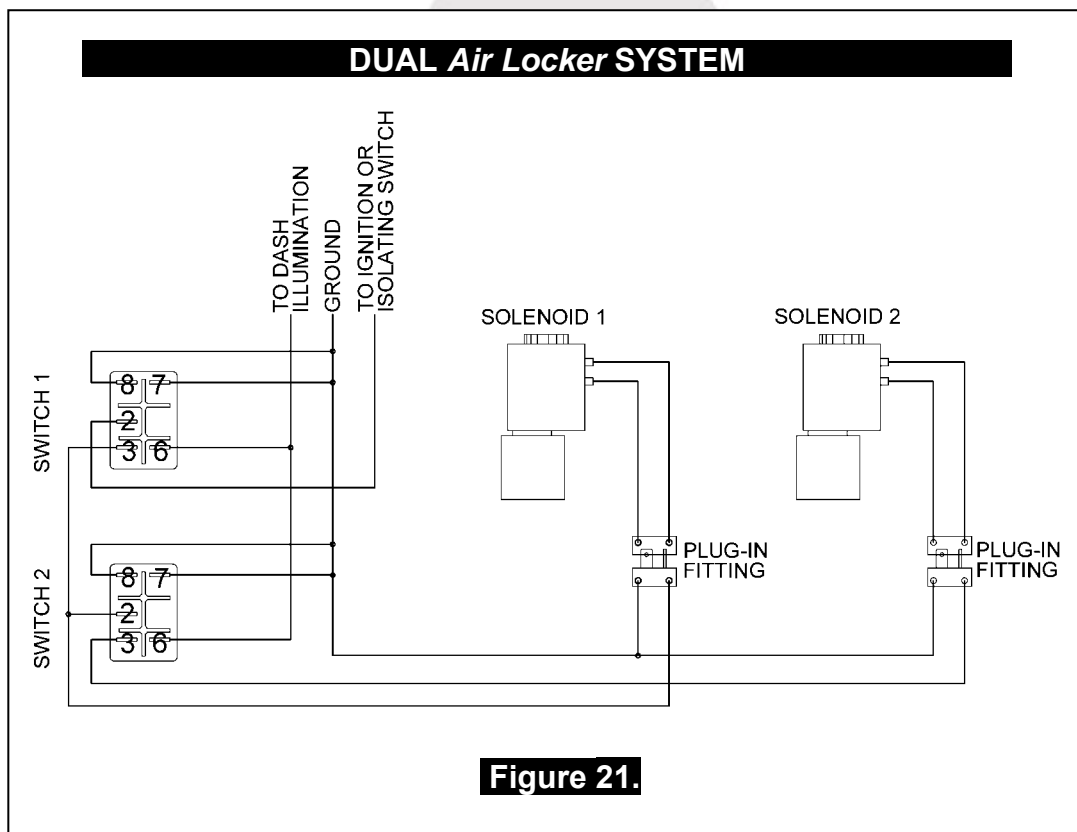 DUAL Air Locker SYSTEM
TO DASH
ILLUMINATION
GROUND
TO IGNITION OR
ISOLATING SWITCH
SOLENOID 1
SOLENOID 2
SWITCH 1
8 7
2
3 6
SWITCH 2
8 7
2
3 6
PLUG-IN
FITTING
PLUG-IN
FITTING
Figure 21.